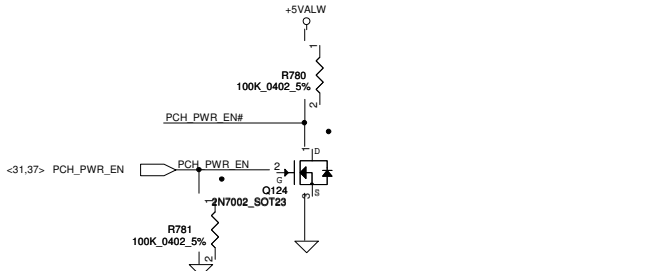 +5VALW
1
R780
100K_0402_5%
2
PCH_PWR_EN#
1
D
<31,37> PCH_PWR_EN
PCH_PWR_EN
2
G
Q124
2N7002_SOT23
3
S
1
R781
100K_0402_5%
2